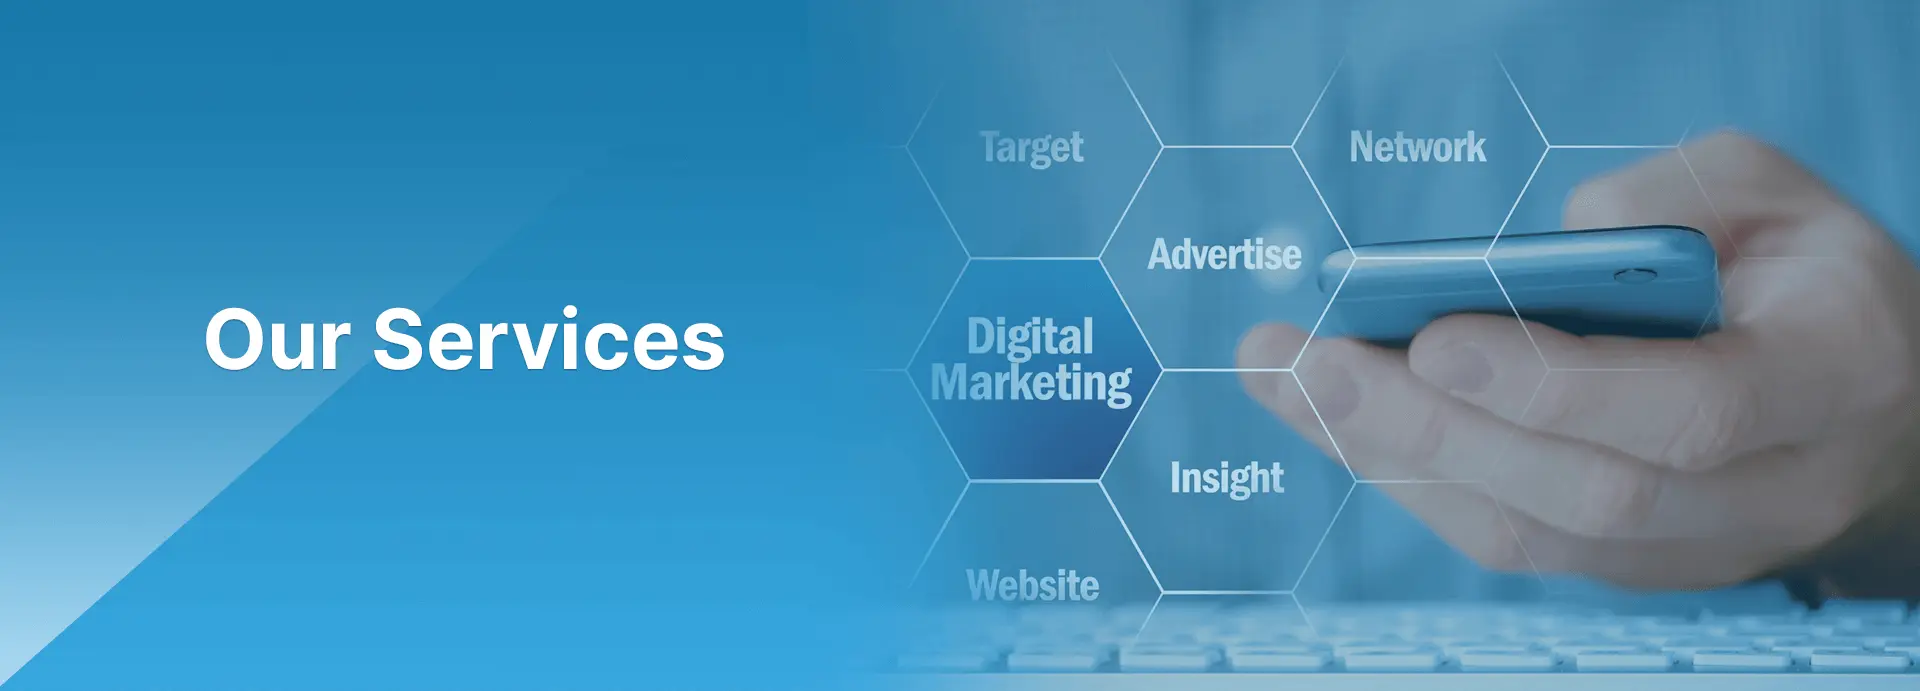 Our Services
Target
Network
Advertise
Digital
Marketing
Insight
Website